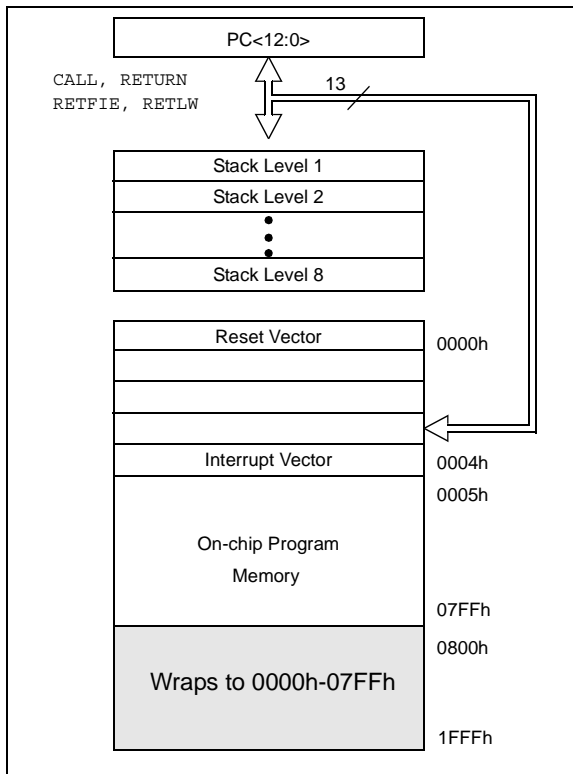 PC<12:0>
CALL, RETURN
RETFIE, RETLW
13
Stack Level 1
Stack Level 2
Stack Level 8
Reset Vector
0000h
Interrupt Vector
0004h
0005h
On-chip Program
Memory
07FFh
0800h
Wraps to 0000h-07FFh
1FFFh